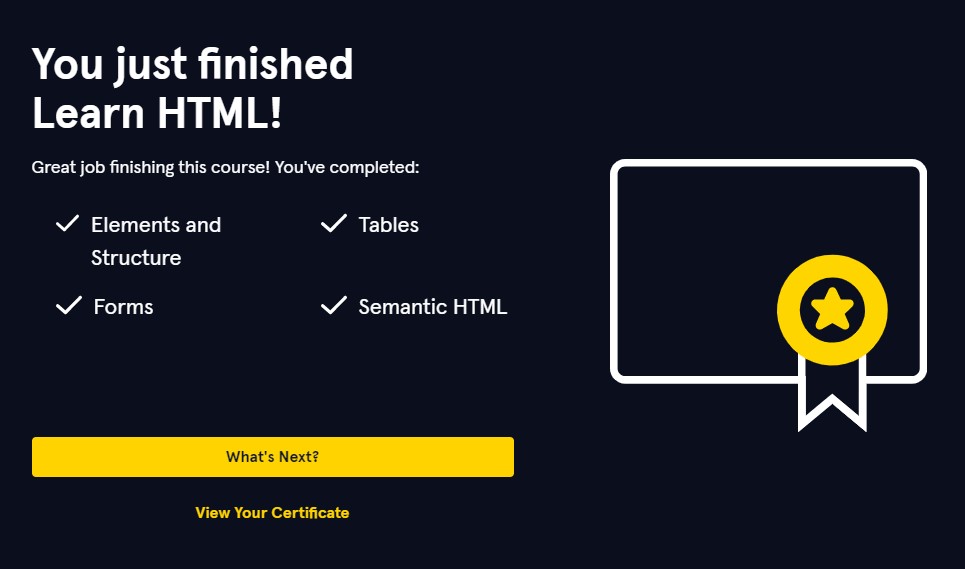 You just finished
Learn HTML!
Great job finishing this course! You've completed:
Elements and
Structure
Tables
Forms
Semantic HTML
What's Next?
View Your Certificate